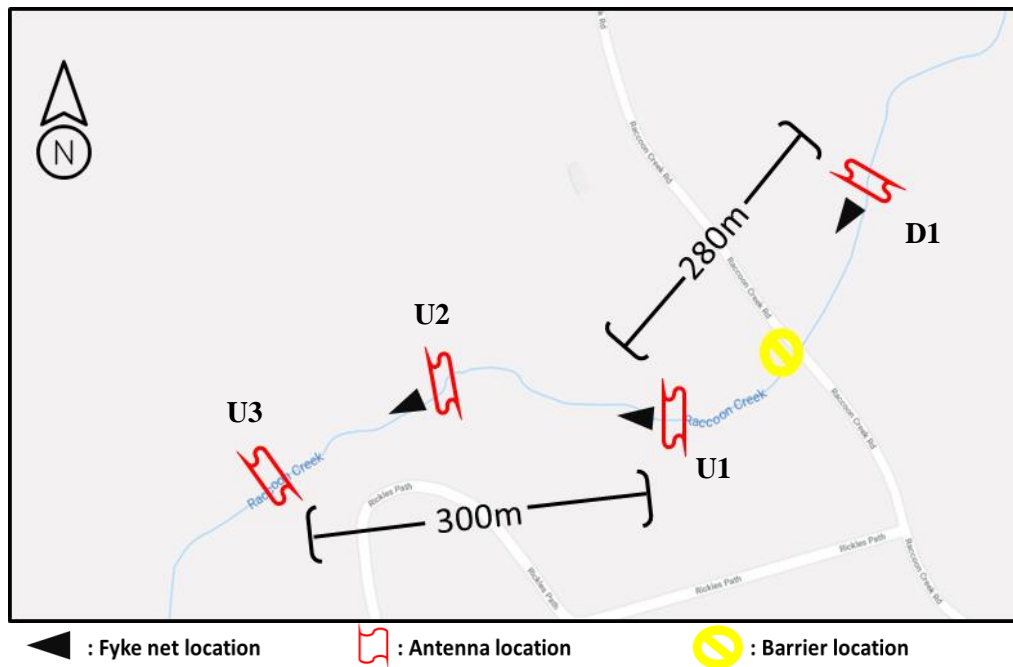 Raccoon Creek Rd
N
D1
280m
Raccoon Creek Rd
U2
U3
Raccoon Creek
Raccoon Creek Rd
Raccoon Creek
U1
Rickles Path
300m
Rickles Path
Raccoon Creek Rd
Rickles Path
Rickles Path
: Fyke net location
: Antenna location
: Barrier location